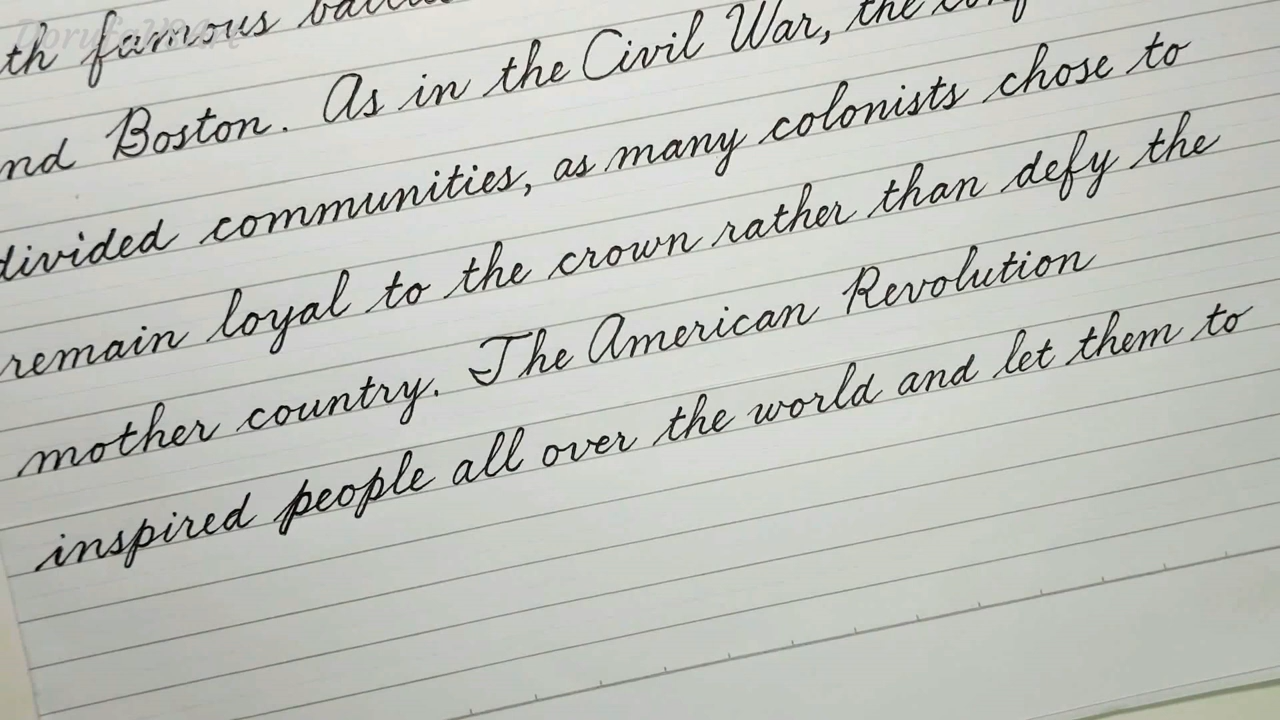 th famous
nd Boston. As in the Civil War, the
divided communities, as many colonists chose to
remain loyal to the crown rather than defy the
mother country. The American Revolution
inspired people all over the world and let them to